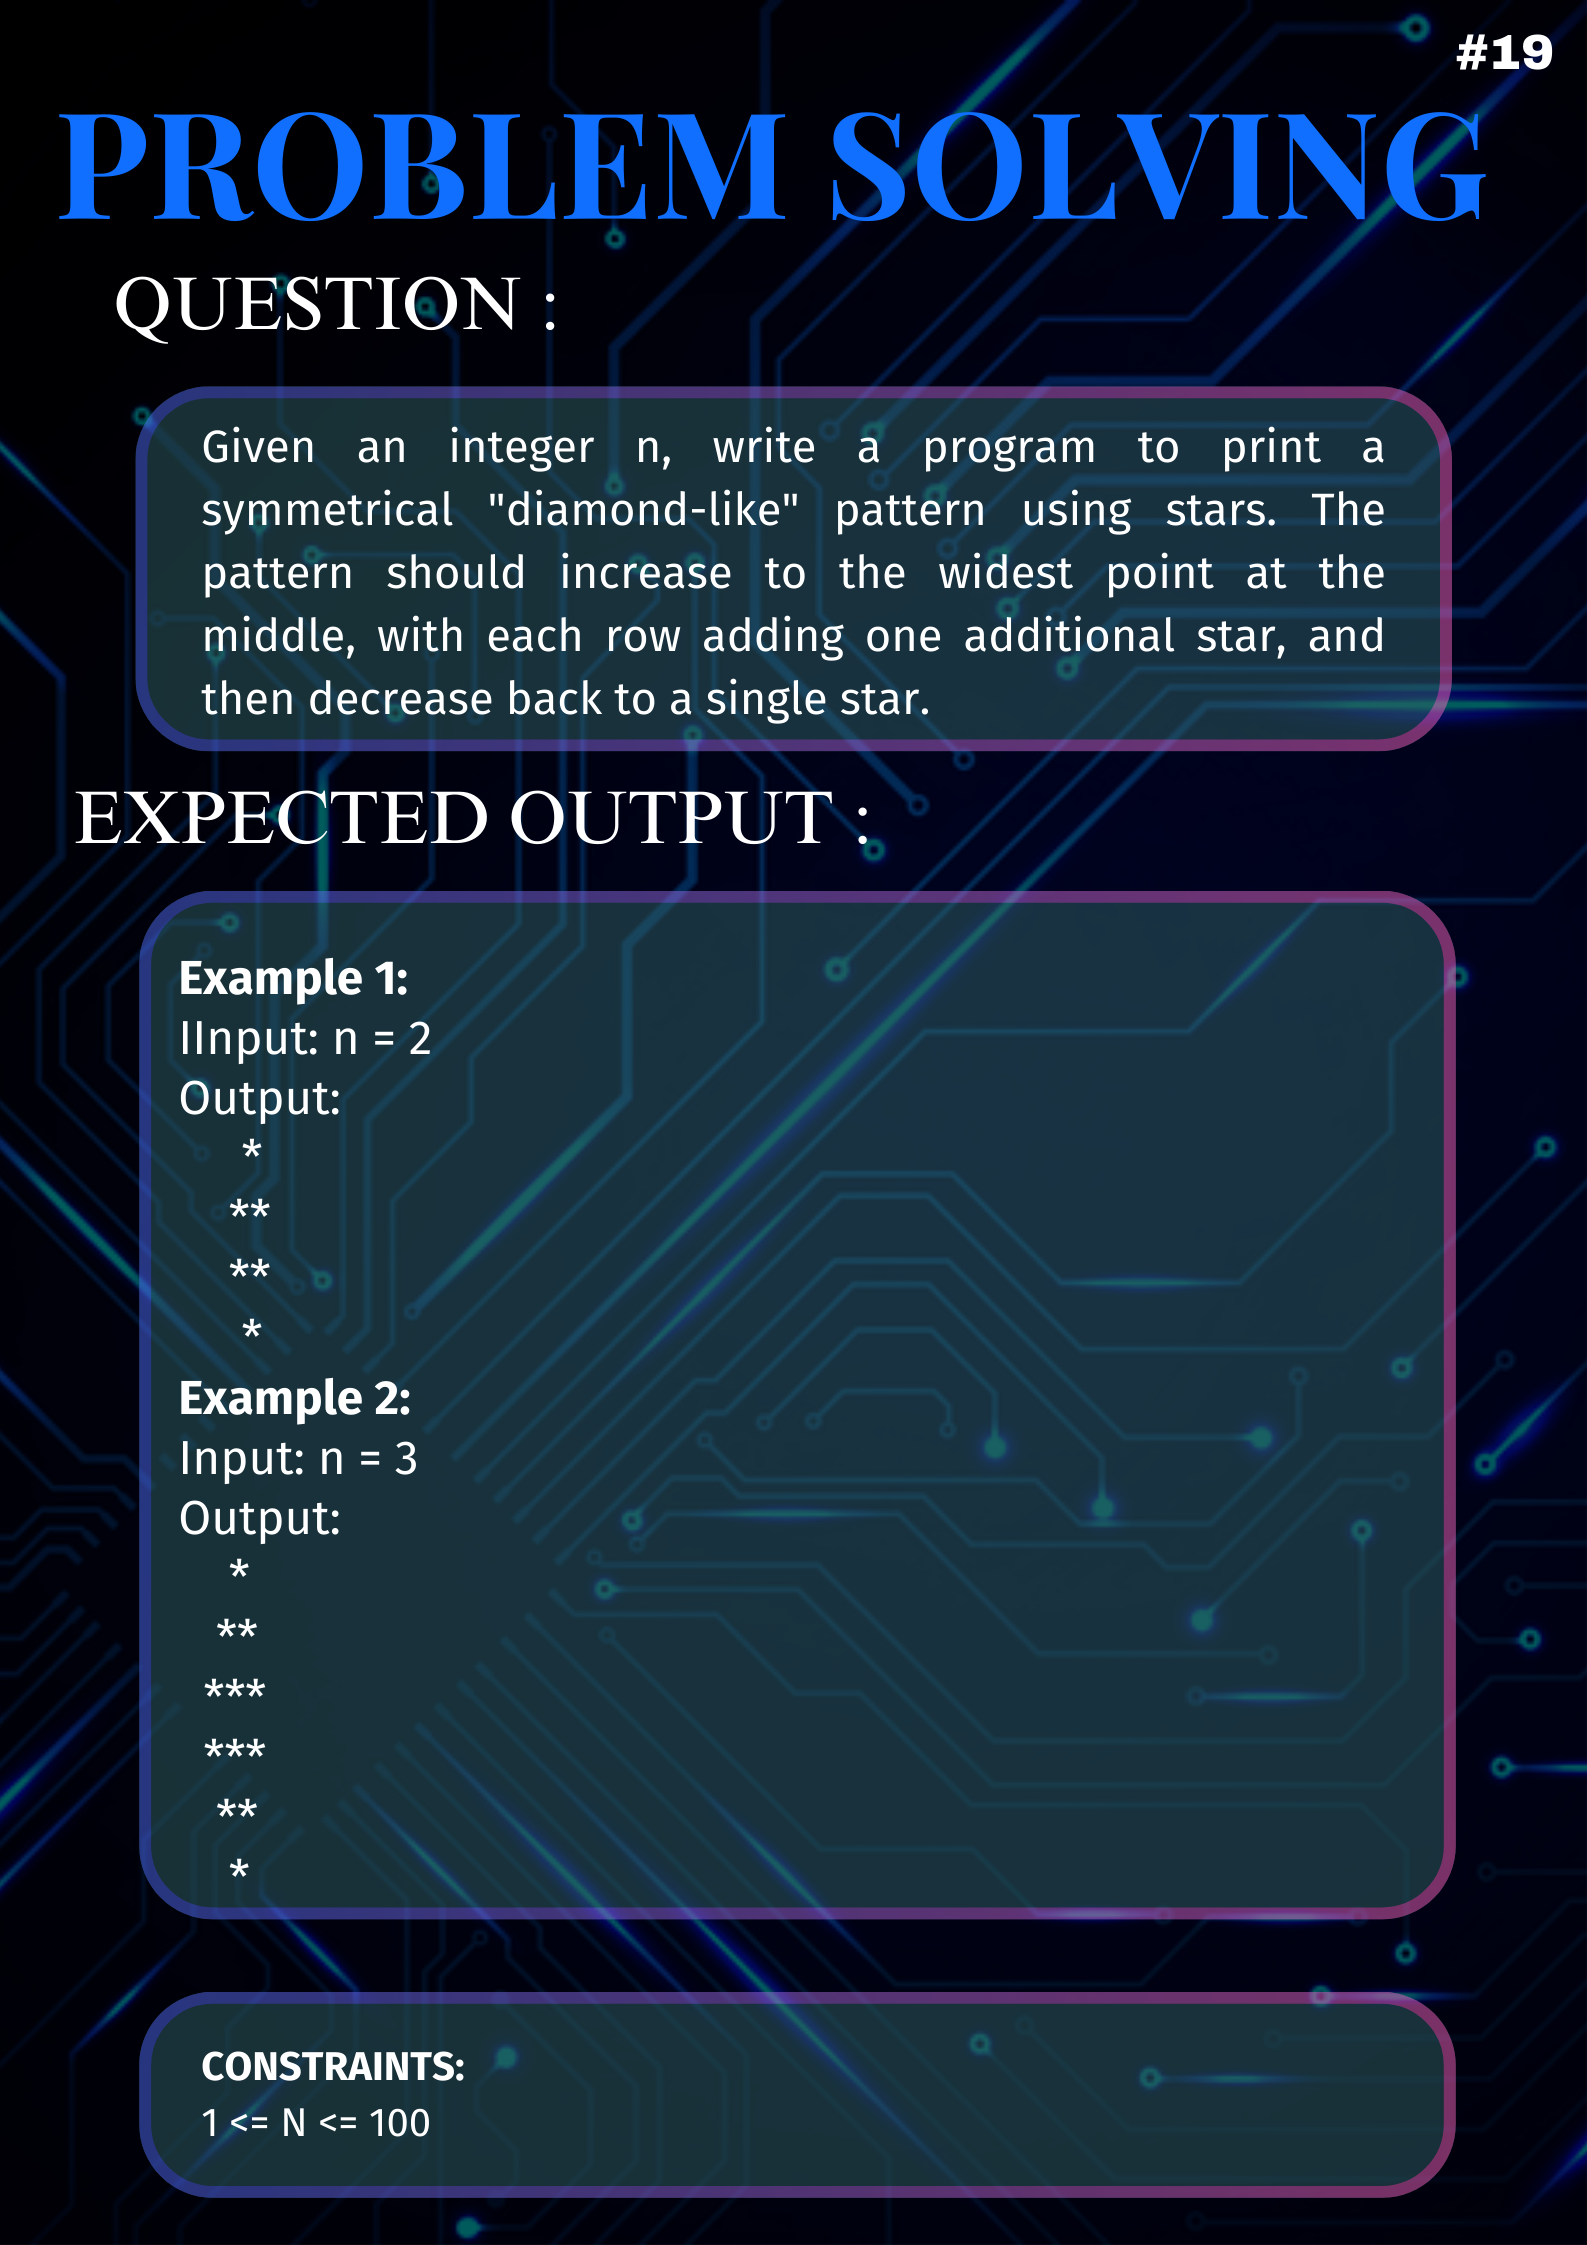 #19
PROBLEM SOLVING
QUESTION :
Given an integer n, write a program to print a
symmetrical "diamond-like" pattern using stars. The
pattern should increase to the widest point at the
middle, with each row adding one additional star, and
then decrease back to a single star.
EXPECTED OUTPUT :
Example 1:
IInput: n = 2
Output:
*
**
**
*
Example 2:
Input: n = 3
Output:
*
**
***
***
**
*
CONSTRAINTS:
1 <= N <= 100